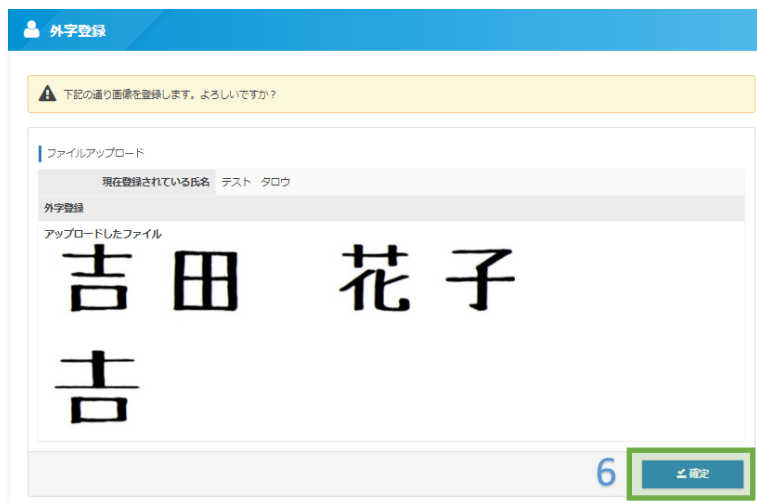 外字登録
下記の通り画像を登録します。よろしいですか？
ファイルアップロード
現在登録されている氏名 テスト タロウ
外字登録
アップロードしたファイル
吉田 花子
𠮷
6 確定